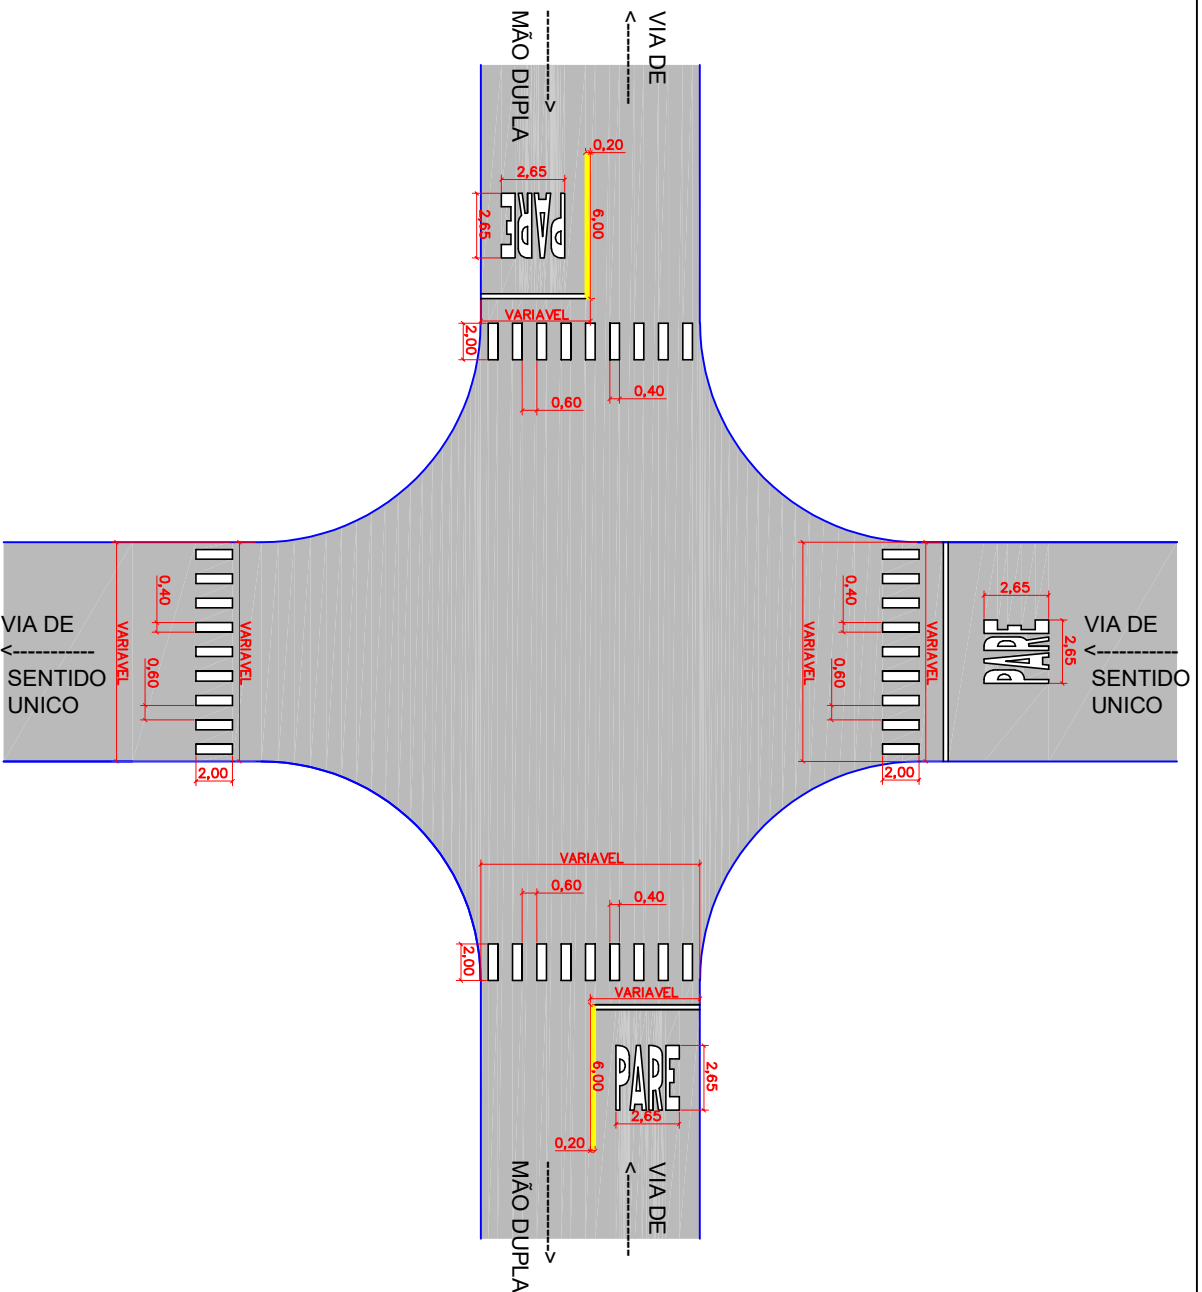 VIA DE
MÃO DUPLA
0,20
2,65
2,65
PARE
6,00
VARIAVEL
2,00
0,60
0,40
VARIAVEL
0,40
0,60
VARIAVEL
2,00
VIA DE
SENTIDO
UNICO
VARIAVEL
0,40
0,60
VARIAVEL
2,00
2,65
2,65
PARE
VIA DE
SENTIDO
UNICO
VARIAVEL
0,60
0,40
2,00
VARIAVEL
6,00
PARE
2,65
2,65
0,20
VIA DE
MÃO DUPLA